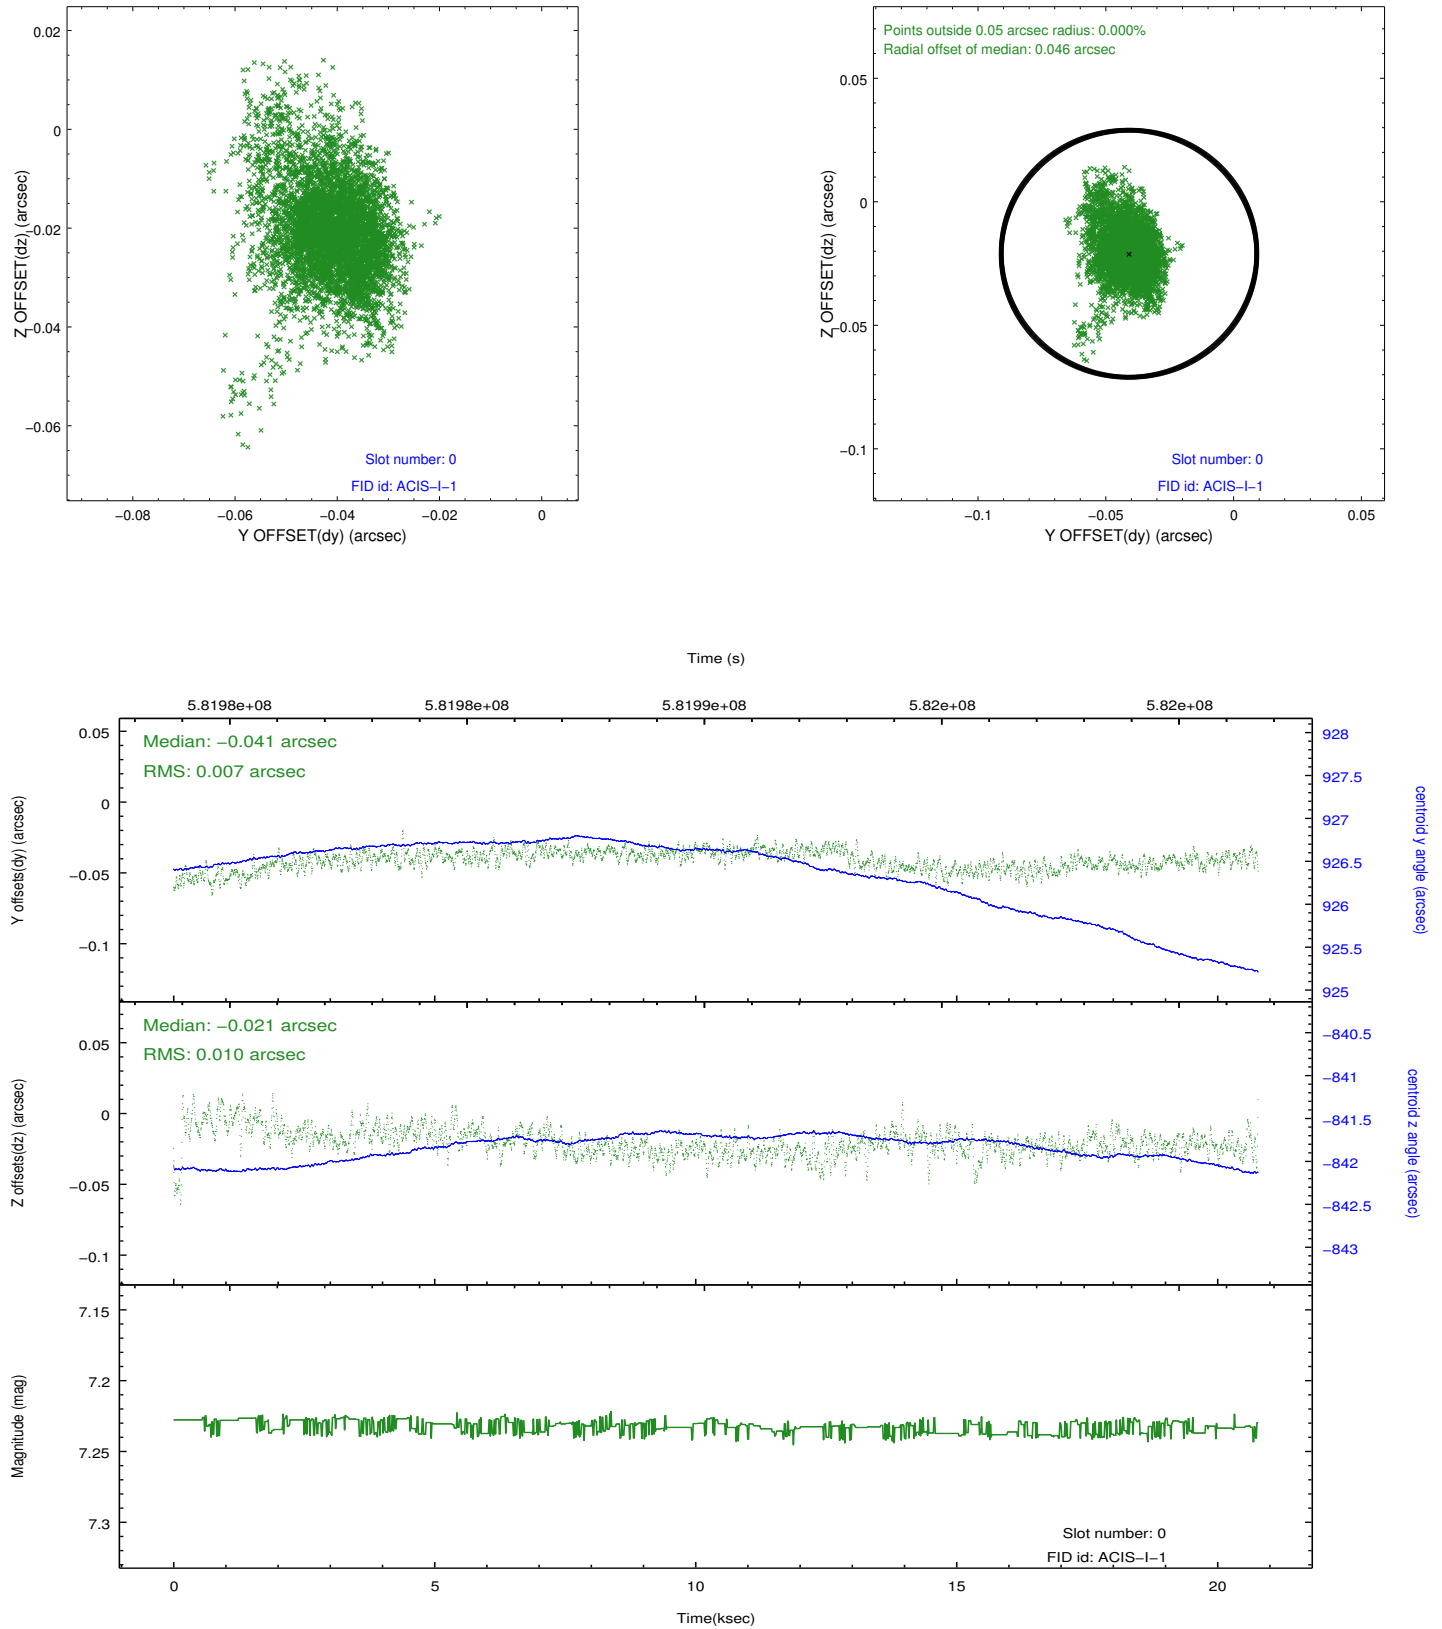 0.02
0
−0.02
−0.04
−0.06
Z OFFSET(dz) (arcsec)
Slot number: 0
FID id: ACIS−I−1
−0.08
−0.06
−0.04
−0.02
0
Y OFFSET(dy) (arcsec)
Points outside 0.05 arcsec radius: 0.000%
Radial offset of median: 0.046 arcsec
0.05
0
−0.05
−0.1
Z OFFSET(dz) (arcsec)
Slot number: 0
FID id: ACIS−I−1
−0.1
−0.05
0
0.05
Y OFFSET(dy) (arcsec)
Time (s)
5.8198e+08
5.8198e+08
5.8199e+08
5.82e+08
5.82e+08
Median: −0.041 arcsec
RMS: 0.007 arcsec
0.05
0
−0.05
−0.1
Y offsets(dy) (arcsec)
928
927.5
927
926.5
926
925.5
925
centroid y angle (arcsec)
Median: −0.021 arcsec
RMS: 0.010 arcsec
0.05
0
−0.05
−0.1
Z offsets(dz) (arcsec)
−840.5
−841
−841.5
−842
−842.5
−843
centroid z angle (arcsec)
7.15
7.2
7.25
7.3
Magnitude (mag)
Slot number: 0
FID id: ACIS−I−1
0
5
10
15
20
Time(ksec)